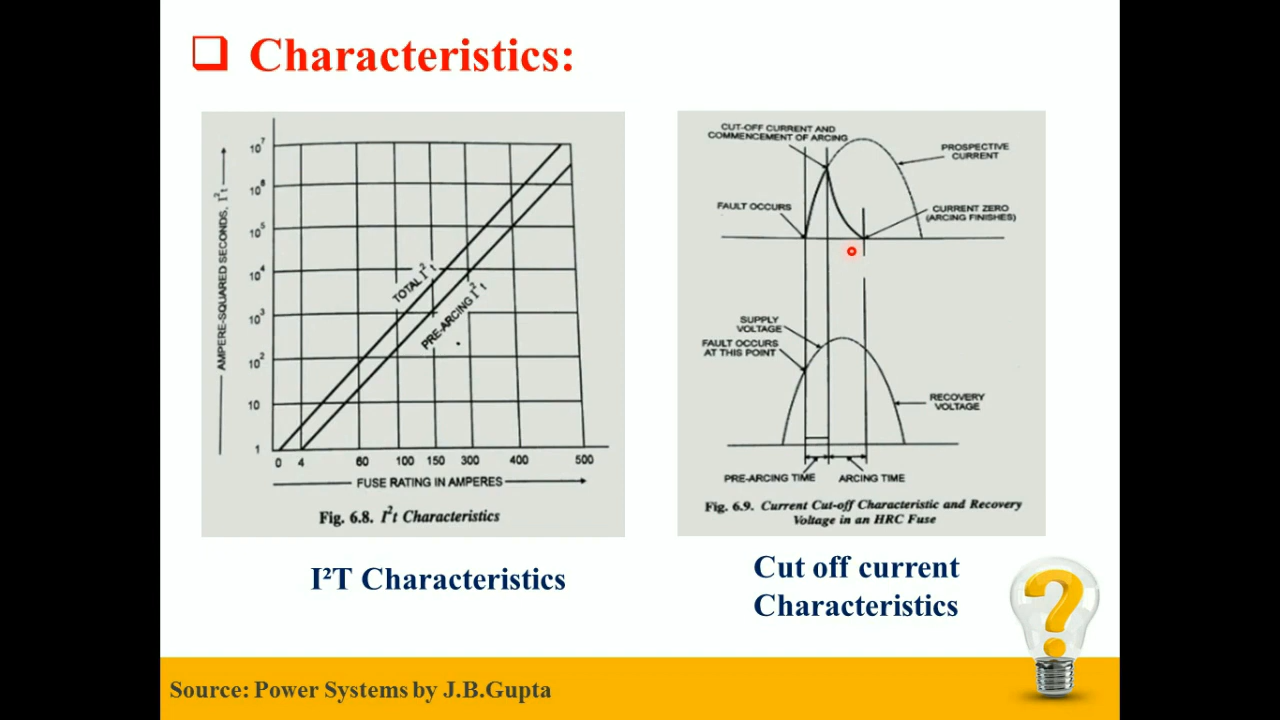 Characteristics:
AMPERE-SQUARED SECONDS, I²t
10⁷
10⁶
10⁵
10⁴
10³
10²
10
1
TOTAL I²t
PRE-ARCING I²t
0 4 60 100 150 300 400 500
FUSE RATING IN AMPERES
Fig. 6.8. I²t Characteristics
CUT-OFF CURRENT AND
COMMENCEMENT OF ARCING
PROSPECTIVE
CURRENT
FAULT OCCURS
CURRENT ZERO
(ARCING FINISHES)
SUPPLY
VOLTAGE
FAULT OCCURS
AT THIS POINT
RECOVERY
VOLTAGE
PRE-ARCING TIME
ARCING TIME
Fig. 6.9. Current Cut-off Characteristic and Recovery
Voltage in an HRC Fuse
I²T Characteristics
Cut off current
Characteristics
?
Source: Power Systems by J.B.Gupta